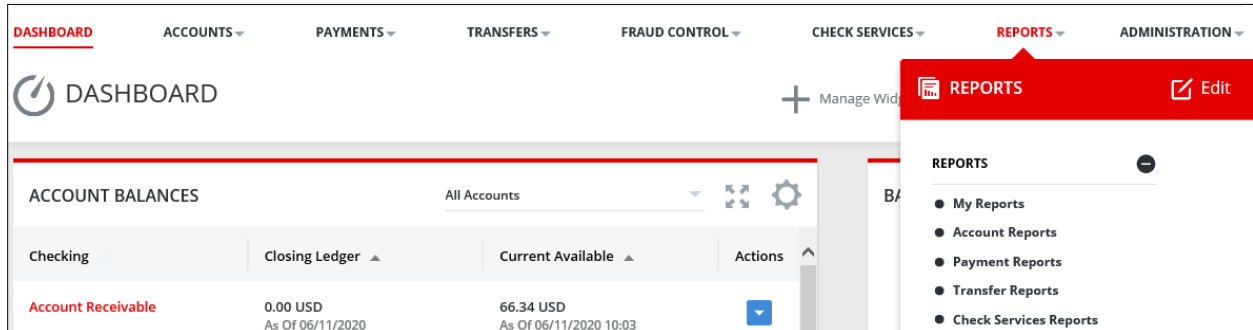 DASHBOARD ACCOUNTS PAYMENTS TRANSFERS FRAUD CONTROL CHECK SERVICES REPORTS ADMINISTRATION
DASHBOARD
Manage
REPORTS Edit
REPORTS
ACCOUNT BALANCES All Accounts
My Reports
Account Reports
Checking Closing Ledger Current Available Actions
Payment Reports
Transfer Reports
Account Receivable 0.00 USD 66.34 USD
As Of 06/11/2020 As Of 06/11/2020 10:03
Check Services Reports